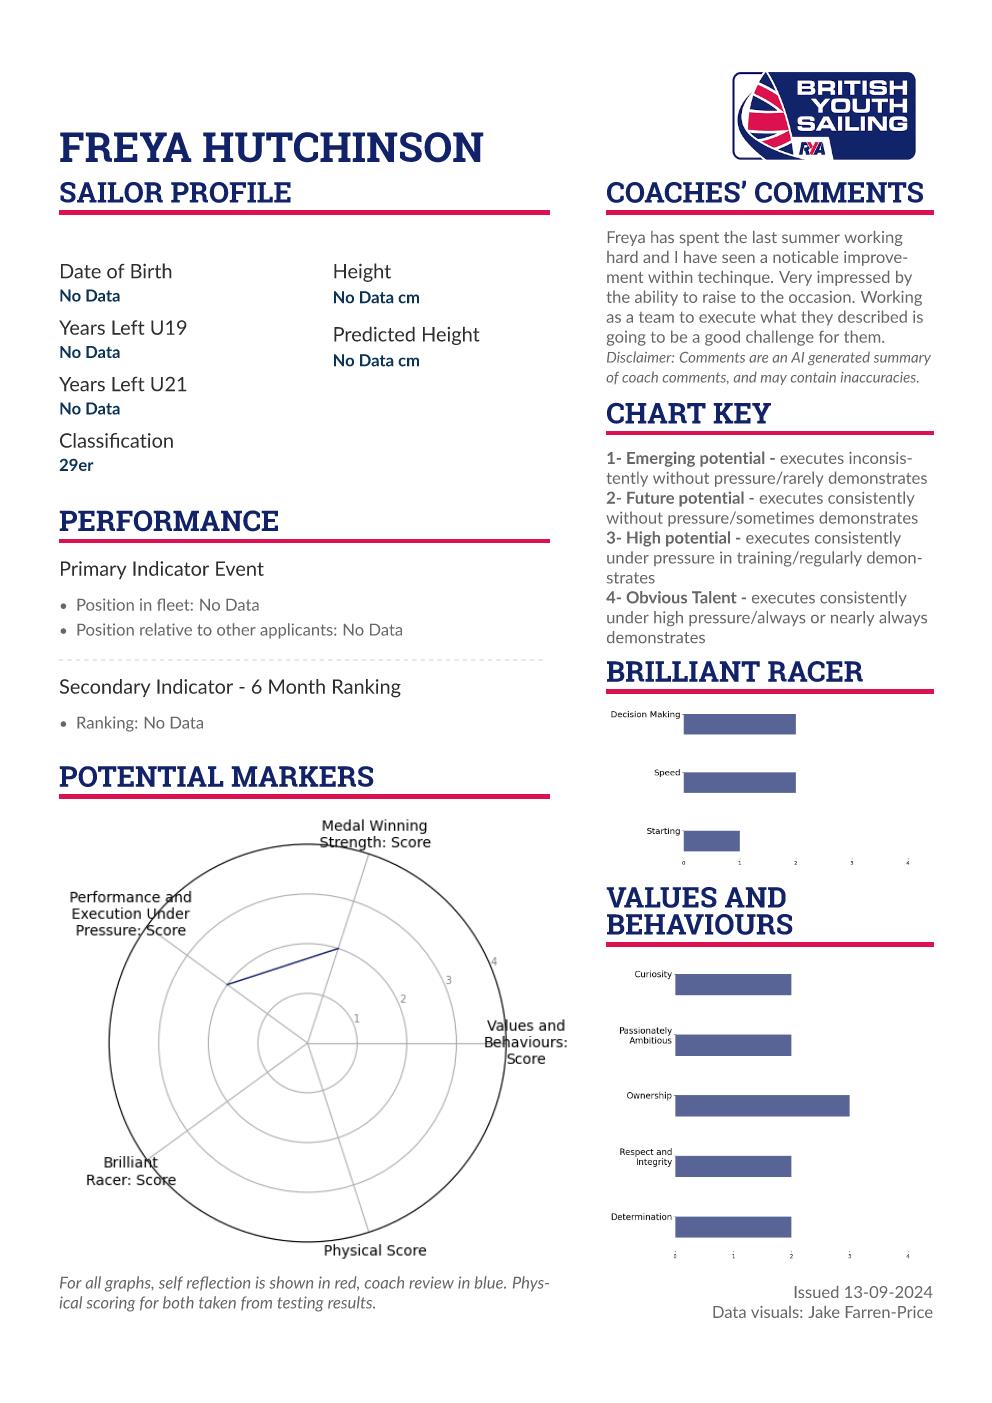 BRITISH
YOUTH
SAILING
RYA
FREYA HUTCHINSON
SAILOR PROFILE
Date of Birth
No Data
Years Left U19
No Data
Years Left U21
No Data
Classification
29er
Height
No Data cm
Predicted Height
No Data cm
PERFORMANCE
Primary Indicator Event
• Position in fleet: No Data
• Position relative to other applicants: No Data
Secondary Indicator - 6 Month Ranking
• Ranking: No Data
POTENTIAL MARKERS
Medal Winning
Strength: Score
Performance and
Execution Under
Pressure: Score
4
3
2
1
Values and
Behaviours:
Score
Brilliant
Racer: Score
Physical Score
For all graphs, self reflection is shown in red, coach review in blue. Phys-
ical scoring for both taken from testing results.
COACHES’ COMMENTS
Freya has spent the last summer working
hard and I have seen a noticable improve-
ment within techinque. Very impressed by
the ability to raise to the occasion. Working
as a team to execute what they described is
going to be a good challenge for them.
Disclaimer: Comments are an AI generated summary
of coach comments, and may contain inaccuracies.
CHART KEY
1- Emerging potential - executes inconsis-
tently without pressure/rarely demonstrates
2- Future potential - executes consistently
without pressure/sometimes demonstrates
3- High potential - executes consistently
under pressure in training/regularly demon-
strates
4- Obvious Talent - executes consistently
under high pressure/always or nearly always
demonstrates
BRILLIANT RACER
Decision Making
Speed
Starting
0 1 2 3 4
VALUES AND
BEHAVIOURS
Curiosity
Passionately
Ambitious
Ownership
Respect and
Integrity
Determination
0 1 2 3 4
Issued 13-09-2024
Data visuals: Jake Farren-Price